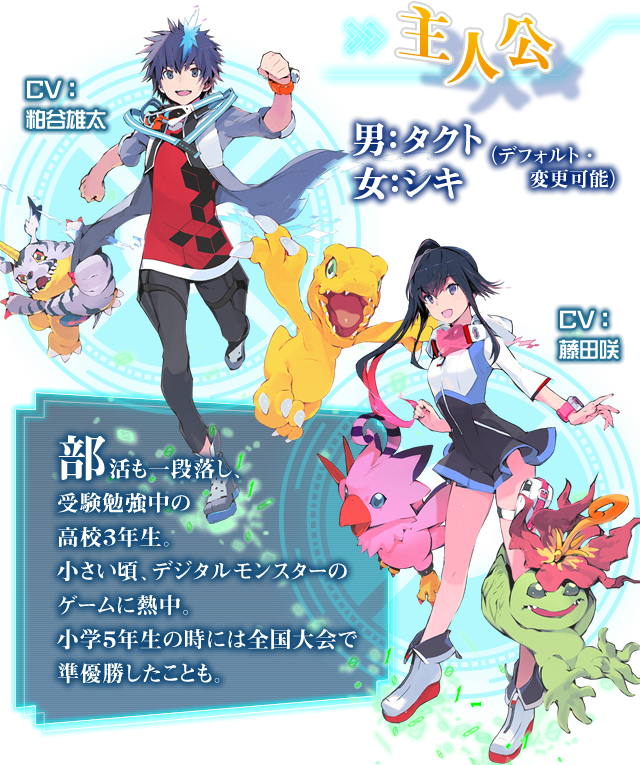 主人公
CV：
粕谷雄太
男：タクト
女：シキ
（デフォルト・
変更可能）
CV：
藤田咲
部活も一段落し、
受験勉強中の
高校3年生。
小さい頃、デジタルモンスターの
ゲームに熱中。
小学5年生の時には全国大会で
準優勝したことも。